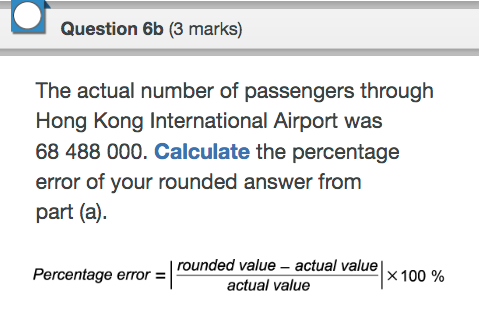 Question 6b (3 marks)
The actual number of passengers through
Hong Kong International Airport was
68 488 000. Calculate the percentage
error of your rounded answer from
part (a).
Percentage error = | rounded value – actual value / actual value | × 100 %